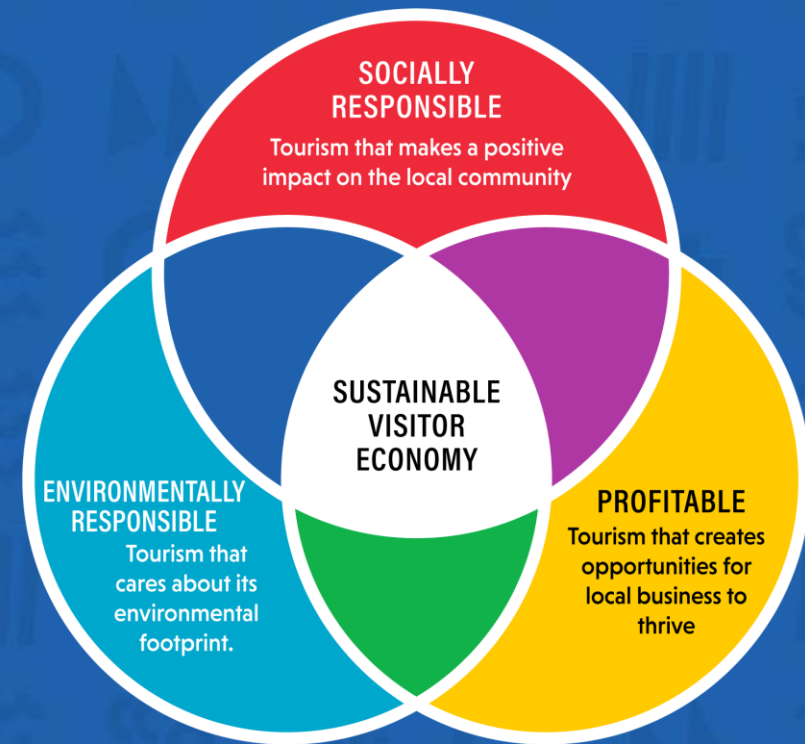 SOCIALLY
RESPONSIBLE
Tourism that makes a positive
impact on the local community
SUSTAINABLE
VISITOR
ECONOMY
ENVIRONMENTALLY
RESPONSIBLE
Tourism that
cares about its
environmental
footprint.
PROFITABLE
Tourism that creates
opportunities for
local business to
thrive